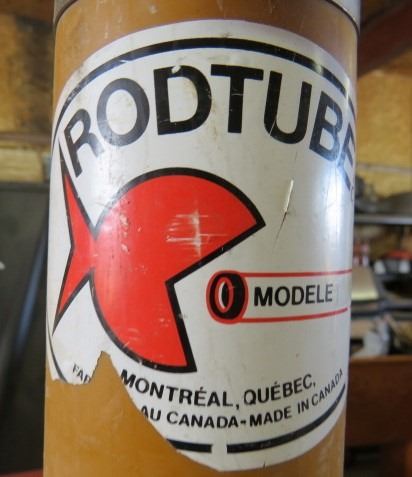 RODTUBE
MODELE
MONTRÉAL, QUÉBEC,
AU CANADA-MADE IN CANADA